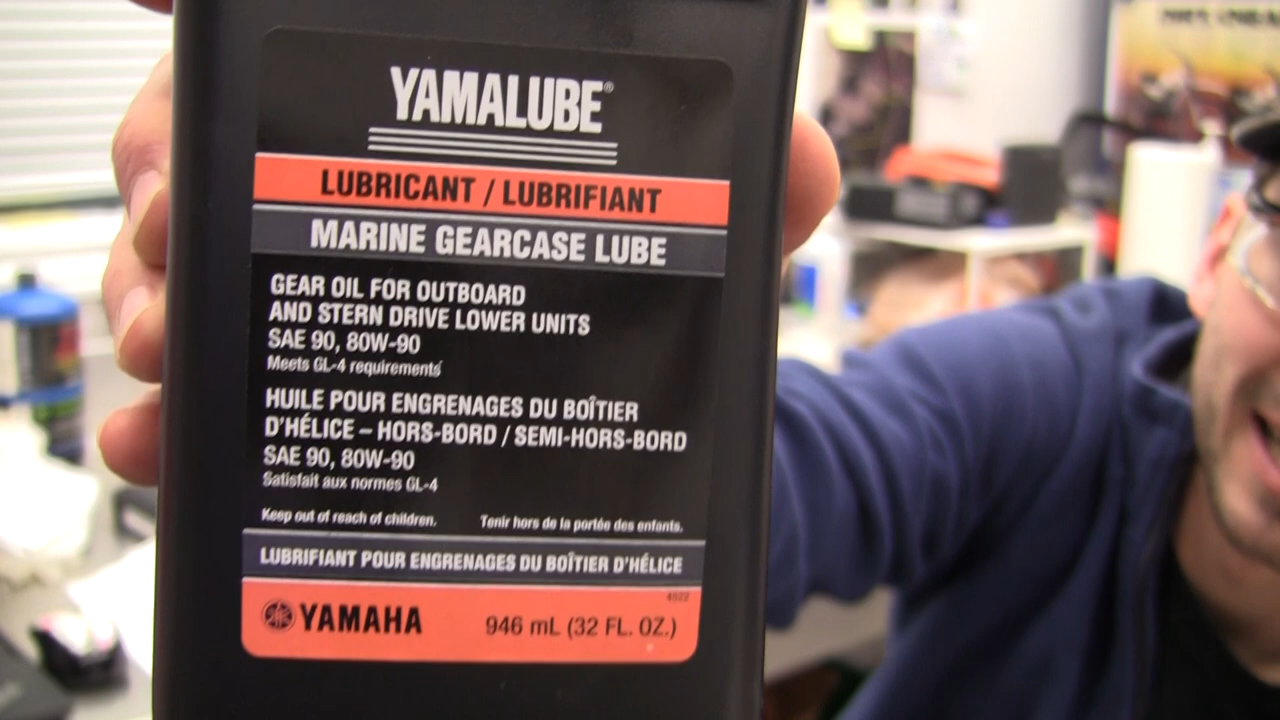 YAMALUBE®
LUBRICANT / LUBRIFIANT
MARINE GEARCASE LUBE
GEAR OIL FOR OUTBOARD
AND STERN DRIVE LOWER UNITS
SAE 90, 80W-90
Meets GL-4 requirements
HUILE POUR ENGRENAGES DU BOÎTIER
D'HÉLICE – HORS-BORD / SEMI-HORS-BORD
SAE 90, 80W-90
Satisfait aux normes GL-4
Keep out of reach of children. Tenir hors de la portée des enfants.
LUBRIFIANT POUR ENGRENAGES DU BOÎTIER D'HÉLICE
YAMAHA 946 mL (32 FL. OZ.)